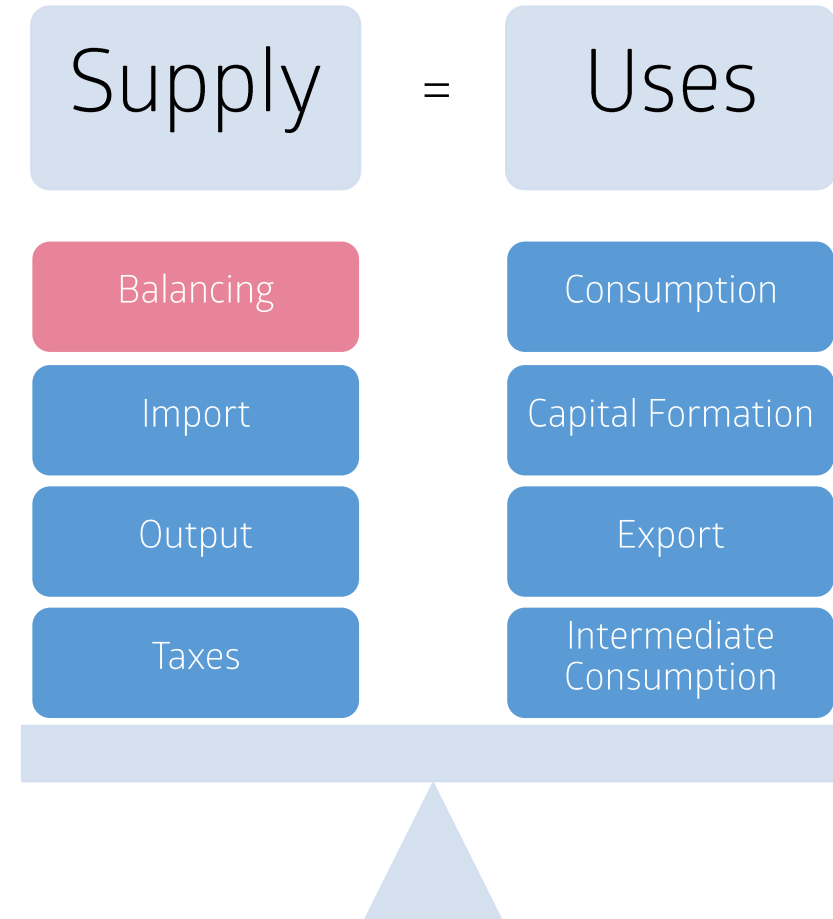 Supply = Uses
Balancing
Consumption
Import
Capital Formation
Output
Export
Taxes
Intermediate
Consumption